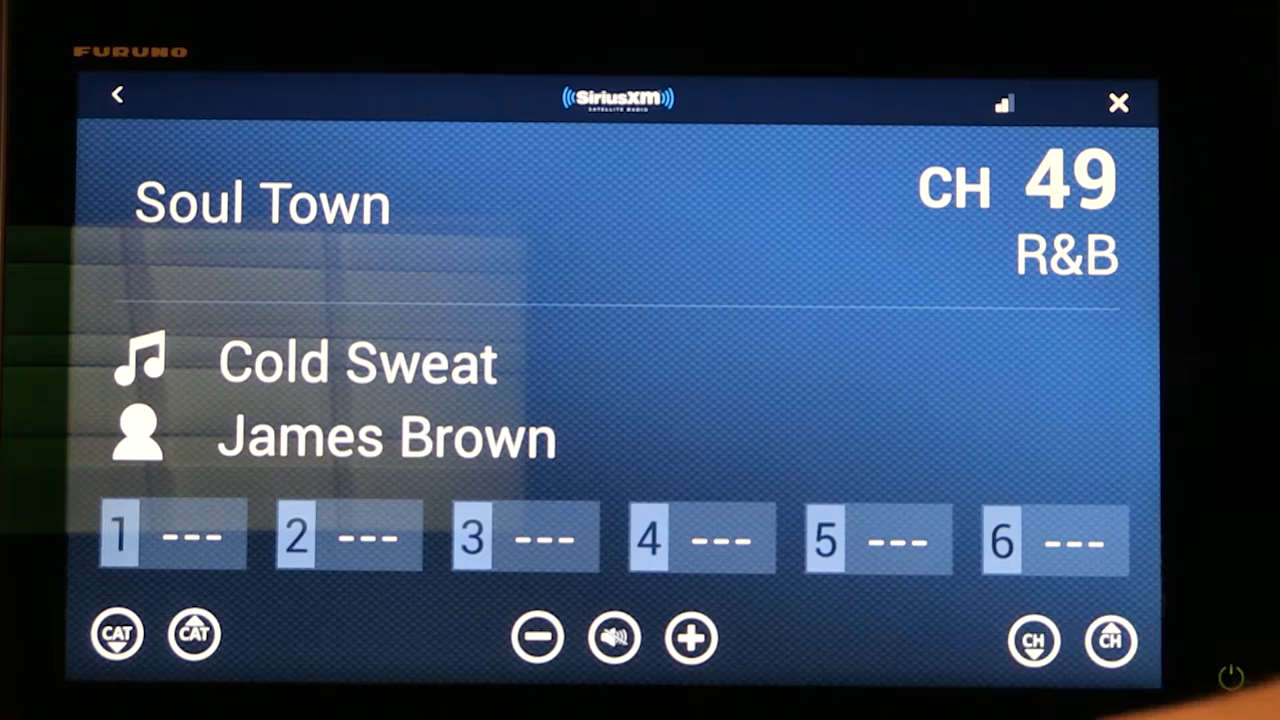 FURUNO
SiriusXM
SATELLITE RADIO
Soul Town
CH 49
R&B
Cold Sweat
James Brown
1 --- 2 --- 3 --- 4 --- 5 --- 6 ---
CAT CAT CH CH